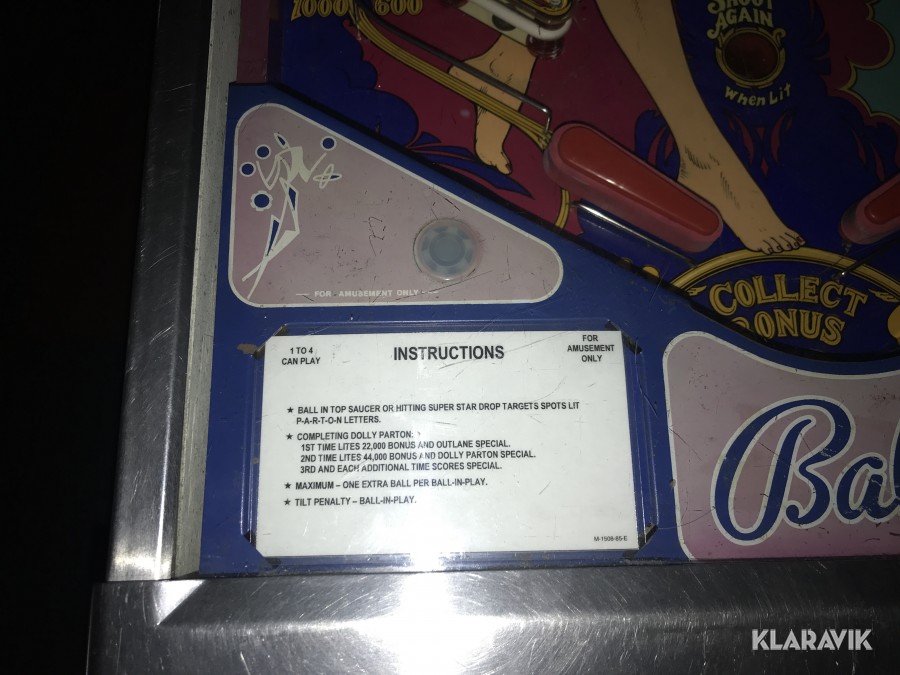 1000 600
SHOOT
AGAIN
When Lit
FOR AMUSEMENT ONLY
COLLECT
BONUS
1 TO 4
CAN PLAY
INSTRUCTIONS
FOR
AMUSEMENT
ONLY
★ BALL IN TOP SAUCER OR HITTING SUPER STAR DROP TARGETS SPOTS LIT
P-A-R-T-O-N LETTERS.
★ COMPLETING DOLLY PARTON:
1ST TIME LITES 22,000 BONUS AND OUTLANE SPECIAL.
2ND TIME LITES 44,000 BONUS AND DOLLY PARTON SPECIAL.
3RD AND EACH ADDITIONAL TIME SCORES SPECIAL.
★ MAXIMUM – ONE EXTRA BALL PER BALL-IN-PLAY.
★ TILT PENALTY – BALL-IN-PLAY.
M-1508-85-E
Bal
KLARAVIK